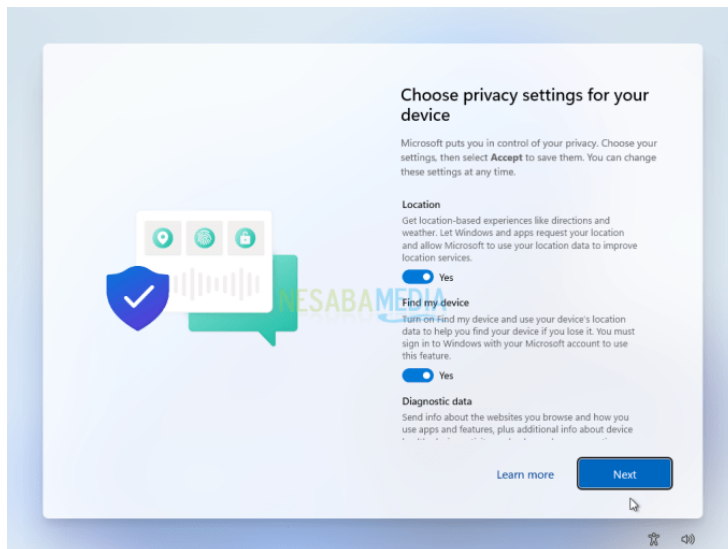 Choose privacy settings for your
device
Microsoft puts you in control of your privacy. Choose your
settings, then select Accept to save them. You can change
these settings at any time.
Location
Get location-based experiences like directions and
weather. Let Windows and apps request your location
and allow Microsoft to use your location data to improve
location services.
Yes
NESABAMEDIA
Find my device
Turn on Find my device and use your device's location
data to help you find your device if you lose it. You must
sign in to Windows with your Microsoft account to use
this feature.
Yes
Diagnostic data
Send info about the websites you browse and how you
use apps and features, plus additional info about device
Learn more
Next